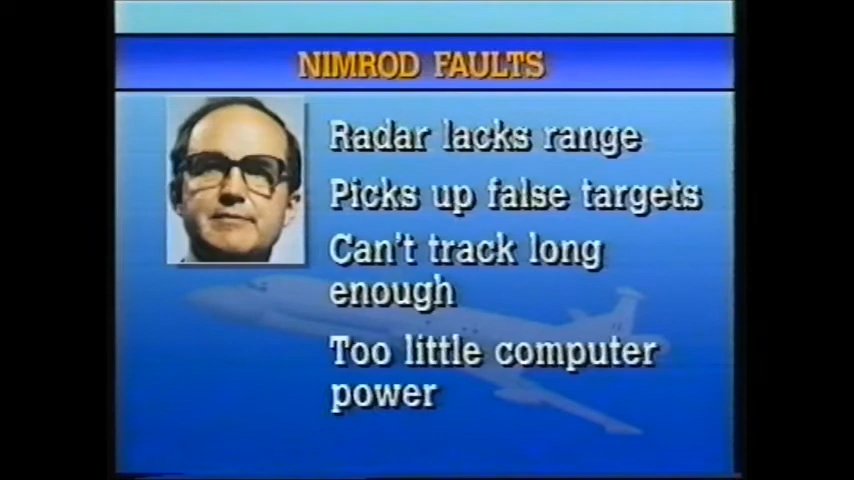 NIMROD FAULTS
Radar lacks range
Picks up false targets
Can't track long
enough
Too little computer
power